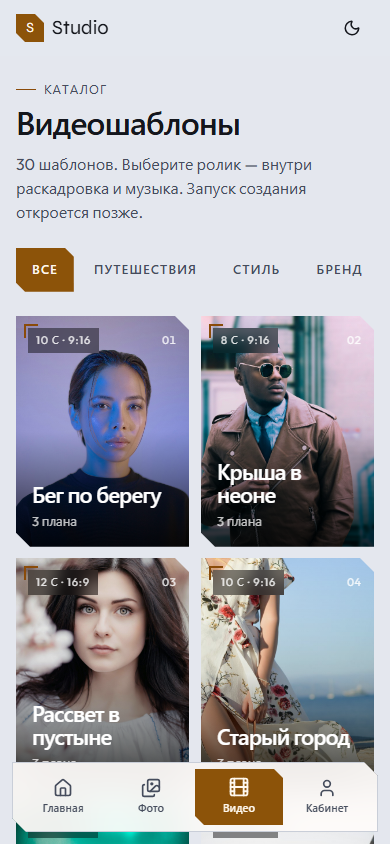 S Studio
КАТАЛОГ
Видеошаблоны
30 шаблонов. Выберите ролик — внутри
раскадровка и музыка. Запуск создания
откроется позже.
ВСЕ ПУТЕШЕСТВИЯ СТИЛЬ БРЕНД
10 С · 9:16 01
Бег по берегу
3 плана
8 С · 9:16 02
Крыша в
неоне
3 плана
12 С · 16:9 03
Рассвет в
пустыне
10 С · 9:16 04
Старый город
Главная Фото Видео Кабинет